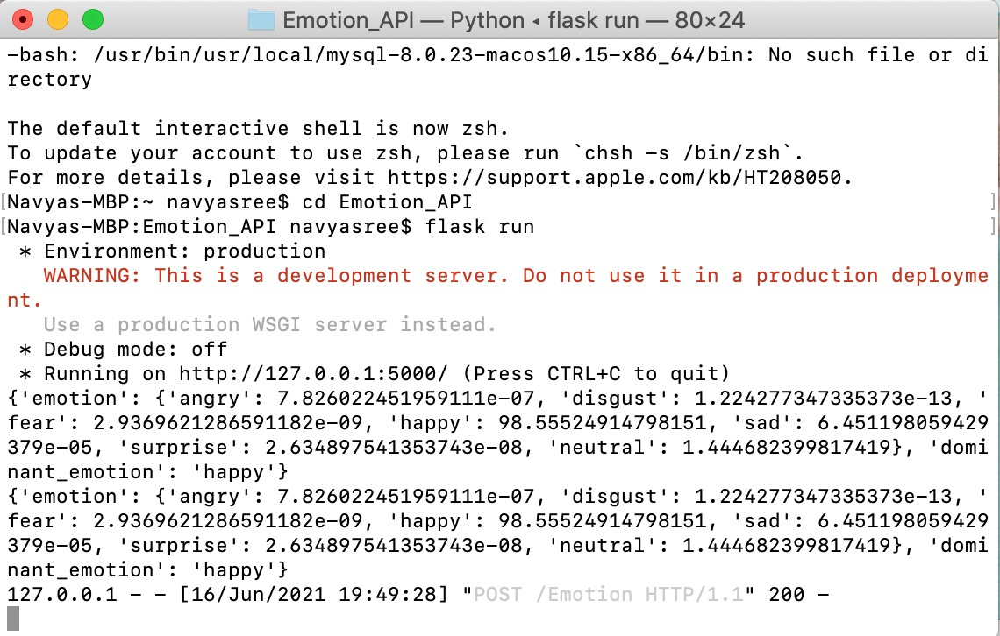 Emotion_API — Python ◂ flask run — 80×24
-bash: /usr/bin/usr/local/mysql-8.0.23-macos10.15-x86_64/bin: No such file or di
rectory
The default interactive shell is now zsh.
To update your account to use zsh, please run `chsh -s /bin/zsh`.
For more details, please visit https://support.apple.com/kb/HT208050.
[Navyas-MBP:~ navyasree$ cd Emotion_API ]
[Navyas-MBP:Emotion_API navyasree$ flask run ]
 * Environment: production
   WARNING: This is a development server. Do not use it in a production deployme
nt.
   Use a production WSGI server instead.
 * Debug mode: off
 * Running on http://127.0.0.1:5000/ (Press CTRL+C to quit)
{'emotion': {'angry': 7.826022451959111e-07, 'disgust': 1.224277347335373e-13, '
fear': 2.9369621286591182e-09, 'happy': 98.55524914798151, 'sad': 6.451198059429
379e-05, 'surprise': 2.634897541353743e-08, 'neutral': 1.444682399817419}, 'domi
nant_emotion': 'happy'}
{'emotion': {'angry': 7.826022451959111e-07, 'disgust': 1.224277347335373e-13, '
fear': 2.9369621286591182e-09, 'happy': 98.55524914798151, 'sad': 6.451198059429
379e-05, 'surprise': 2.634897541353743e-08, 'neutral': 1.444682399817419}, 'domi
nant_emotion': 'happy'}
127.0.0.1 - - [16/Jun/2021 19:49:28] "POST /Emotion HTTP/1.1" 200 -